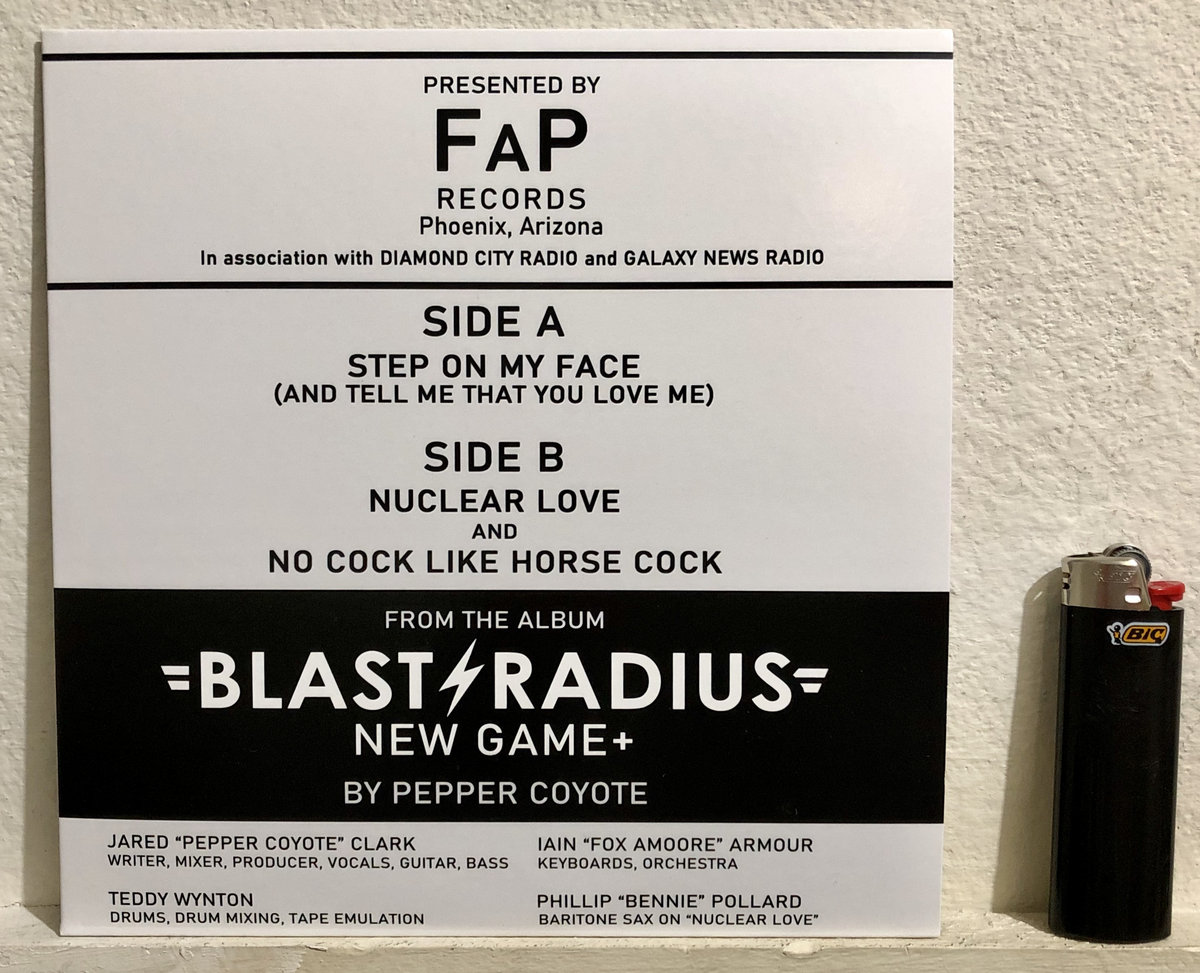 PRESENTED BY
FAP
RECORDS
Phoenix, Arizona
In association with DIAMOND CITY RADIO and GALAXY NEWS RADIO
SIDE A
STEP ON MY FACE
(AND TELL ME THAT YOU LOVE ME)
SIDE B
NUCLEAR LOVE
AND
NO COCK LIKE HORSE COCK
FROM THE ALBUM
BLAST RADIUS
NEW GAME+
BY PEPPER COYOTE
JARED “PEPPER COYOTE” CLARK
WRITER, MIXER, PRODUCER, VOCALS, GUITAR, BASS
IAIN “FOX AMOORE” ARMOUR
KEYBOARDS, ORCHESTRA
TEDDY WYNTON
DRUMS, DRUM MIXING, TAPE EMULATION
PHILLIP “BENNIE” POLLARD
BARITONE SAX ON “NUCLEAR LOVE”
BIC